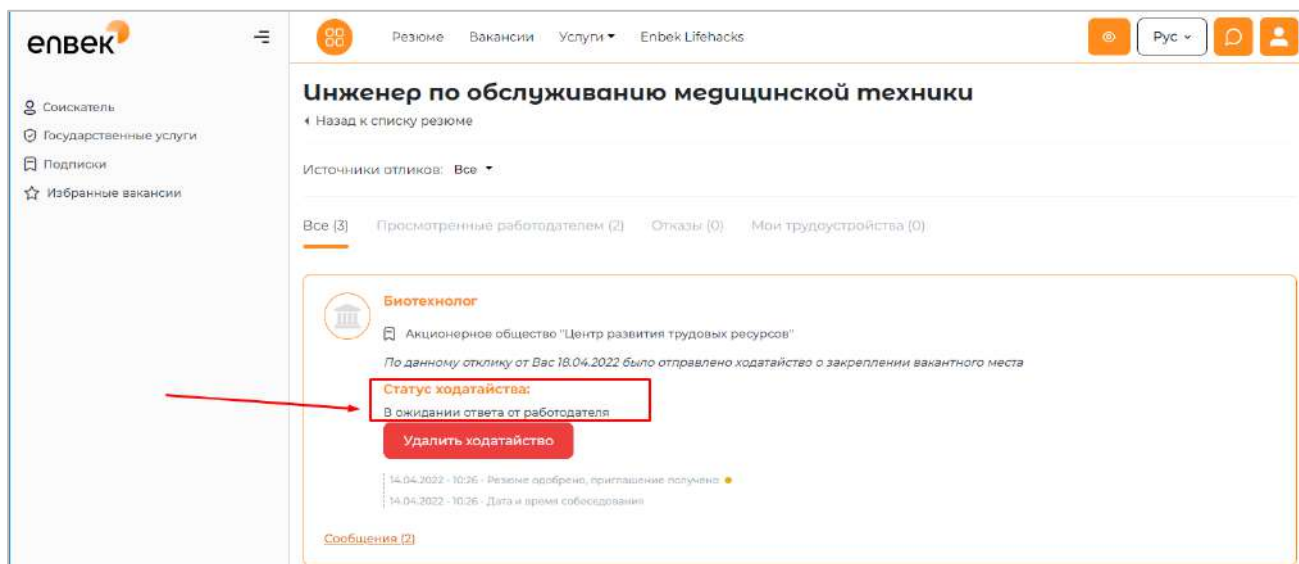 enbek
Резюме Вакансии Услуги Enbek Lifehacks Рус
Соискатель
Государственные услуги
Подписки
Избранные вакансии
Инженер по обслуживанию медицинской техники
Назад к списку резюме
Источники отликов: Все
Все (3) Просмотренные работодателем (2) Отказы (0) Мои трудоустройства (0)
Биотехнолог
Акционерное общество "Центр развития трудовых ресурсов"
По данному отклику от Вас 18.04.2022 было отправлено ходатайство о закреплении вакантного места
Статус ходатайства:
В ожидании ответа от работодателя
Удалить ходатайство
14.04.2022 - 10:26 - Резюме одобрено, приглашение получено
14.04.2022 - 10:26 - Дата и время собеседования
Сообщения (2)